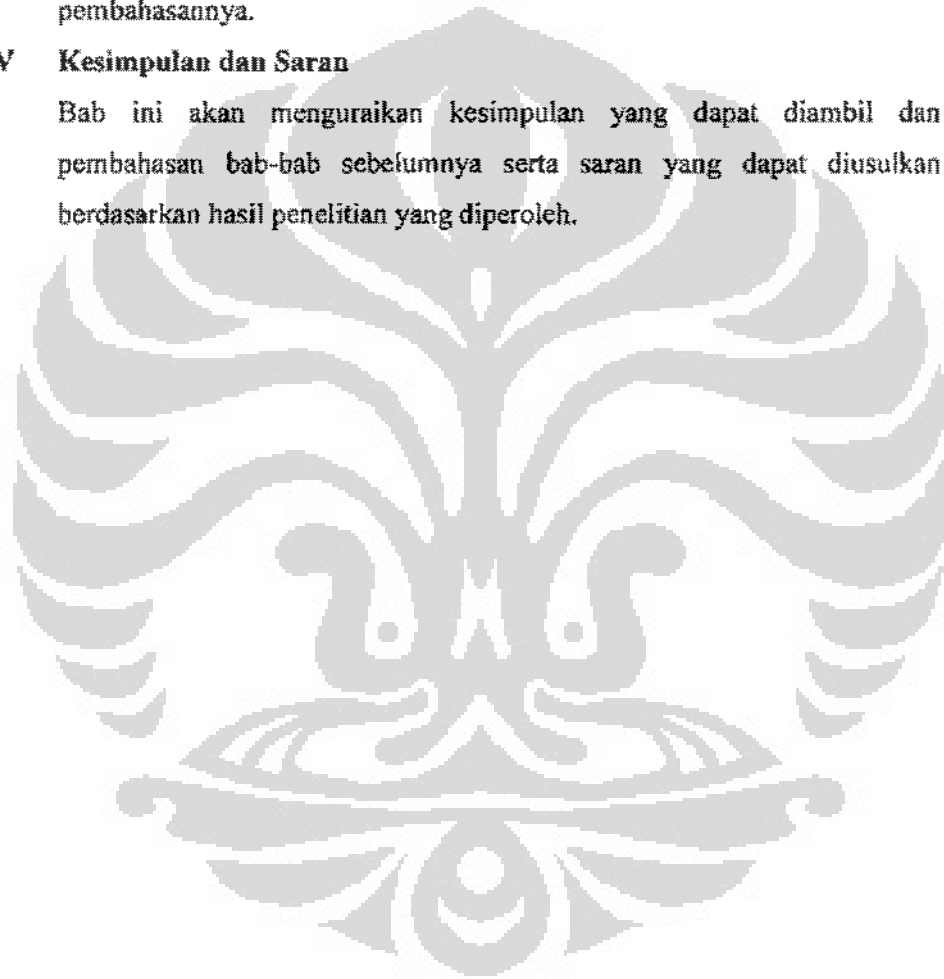 pembahasannya.
V Kesimpulan dan Saran
Bab ini akan menguraikan kesimpulan yang dapat diambil dan
pembahasan bab-bab sebelumnya serta saran yang dapat diusulkan
berdasarkan hasil penelitian yang diperoleh.